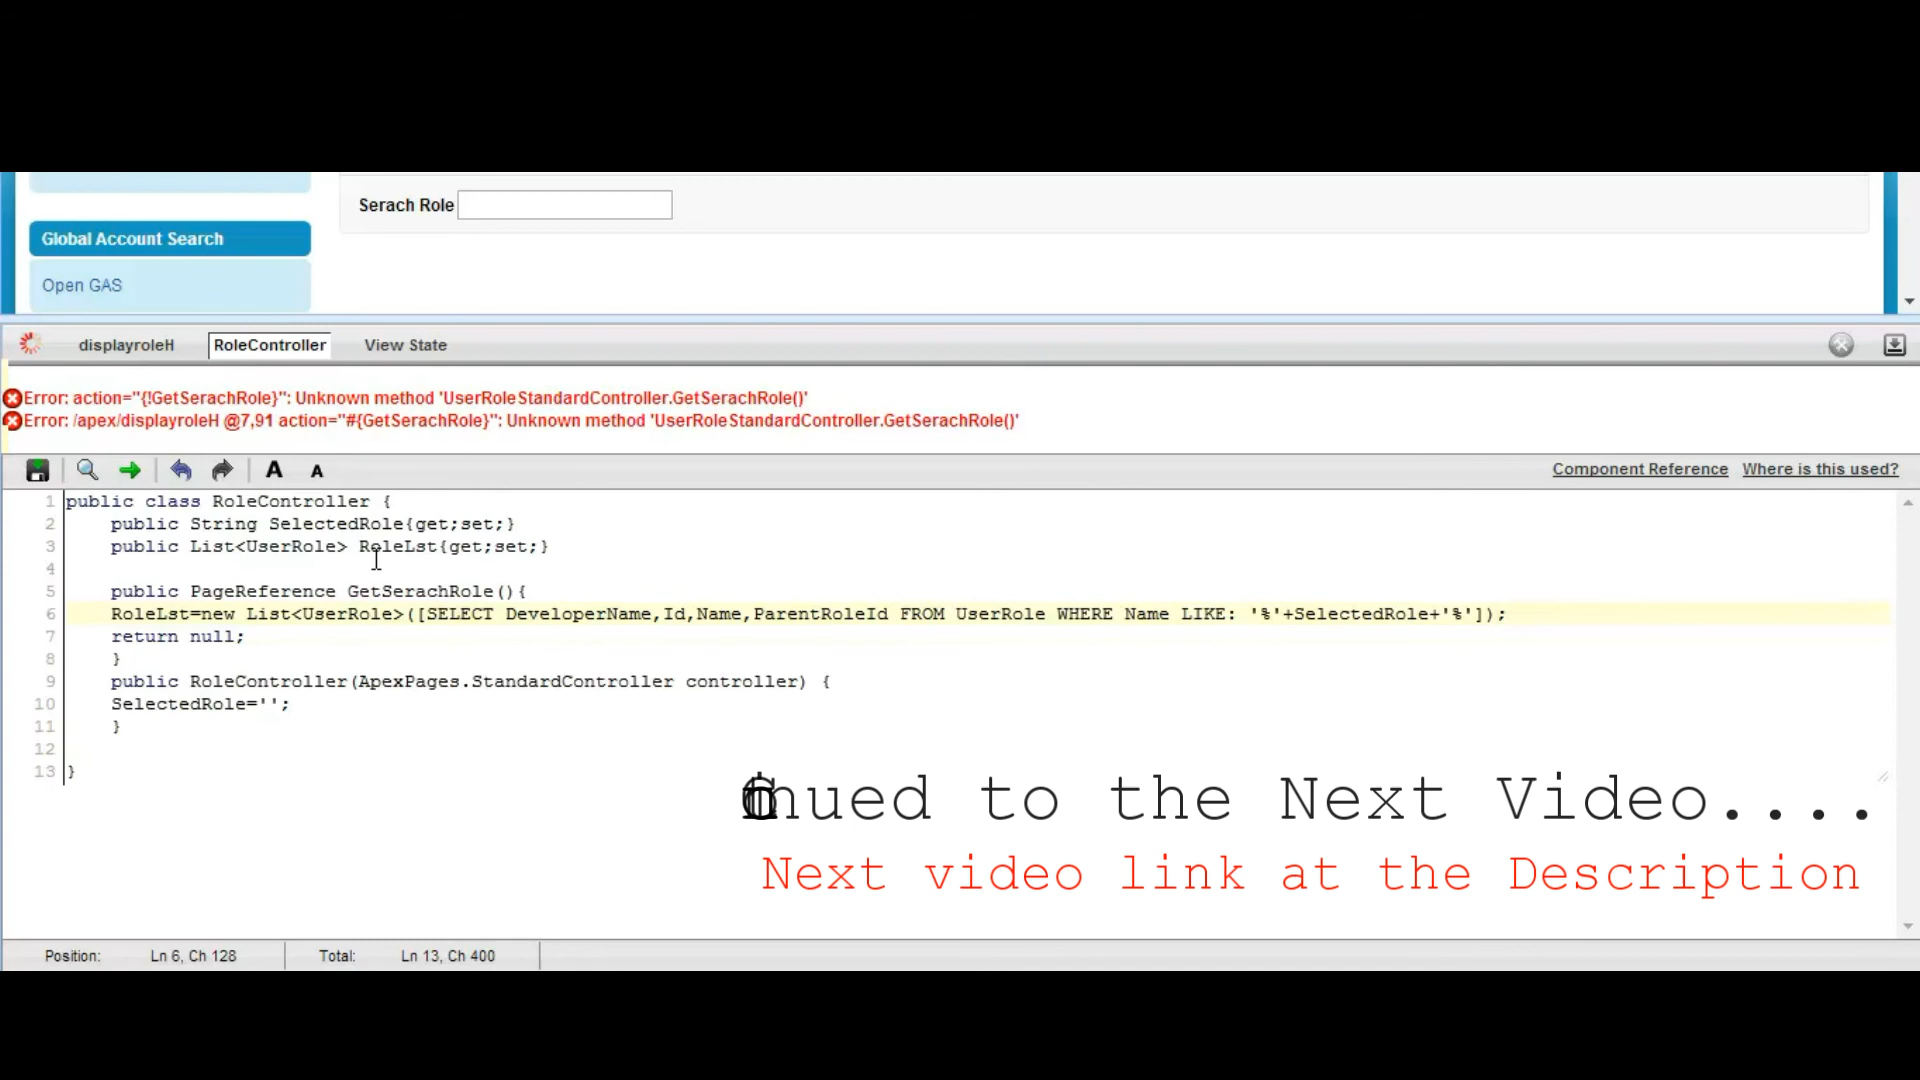 Serach Role
Global Account Search
Open GAS
displayroleH RoleController View State
Error: action="{!GetSerachRole}": Unknown method 'UserRoleStandardController.GetSerachRole()'
Error: /apex/displayroleH @7,91 action="#{GetSerachRole}": Unknown method 'UserRoleStandardController.GetSerachRole()'
A A Component Reference Where is this used?
1 public class RoleController {
2 public String SelectedRole{get;set;}
3 public List<UserRole> RoleLst{get;set;}
4
5 public PageReference GetSerachRole(){
6 RoleLst=new List<UserRole>([SELECT DeveloperName,Id,Name,ParentRoleId FROM UserRole WHERE Name LIKE: '%'+SelectedRole+'%']);
7 return null;
8 }
9 public RoleController(ApexPages.StandardController controller) {
10 SelectedRole='';
11 }
12
13 }
to the Next Video....
Next video link at the Description
Position: Ln 6, Ch 128 Total: Ln 13, Ch 400